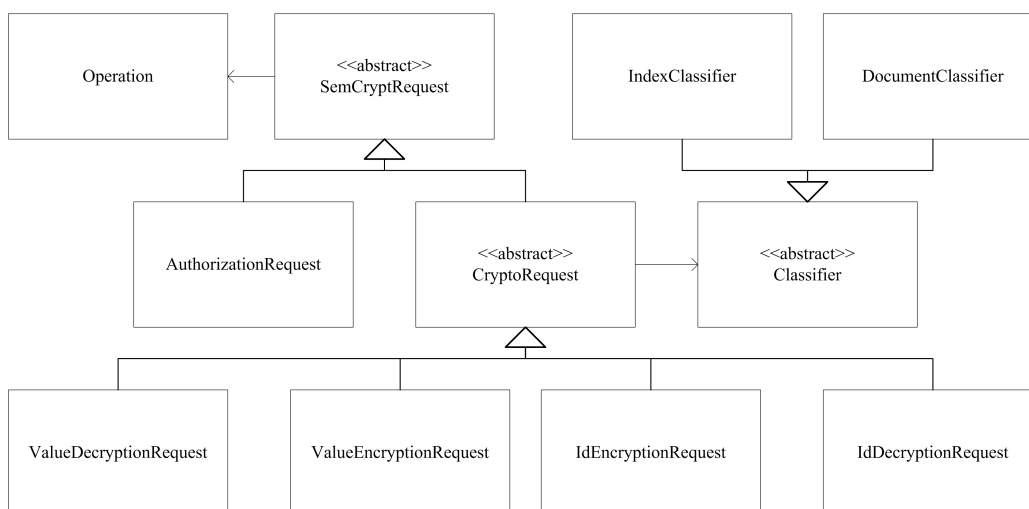 Operation
<<abstract>>
SemCryptRequest
IndexClassifier
DocumentClassifier
AuthorizationRequest
<<abstract>>
CryptoRequest
<<abstract>>
Classifier
ValueDecryptionRequest
ValueEncryptionRequest
IdEncryptionRequest
IdDecryptionRequest